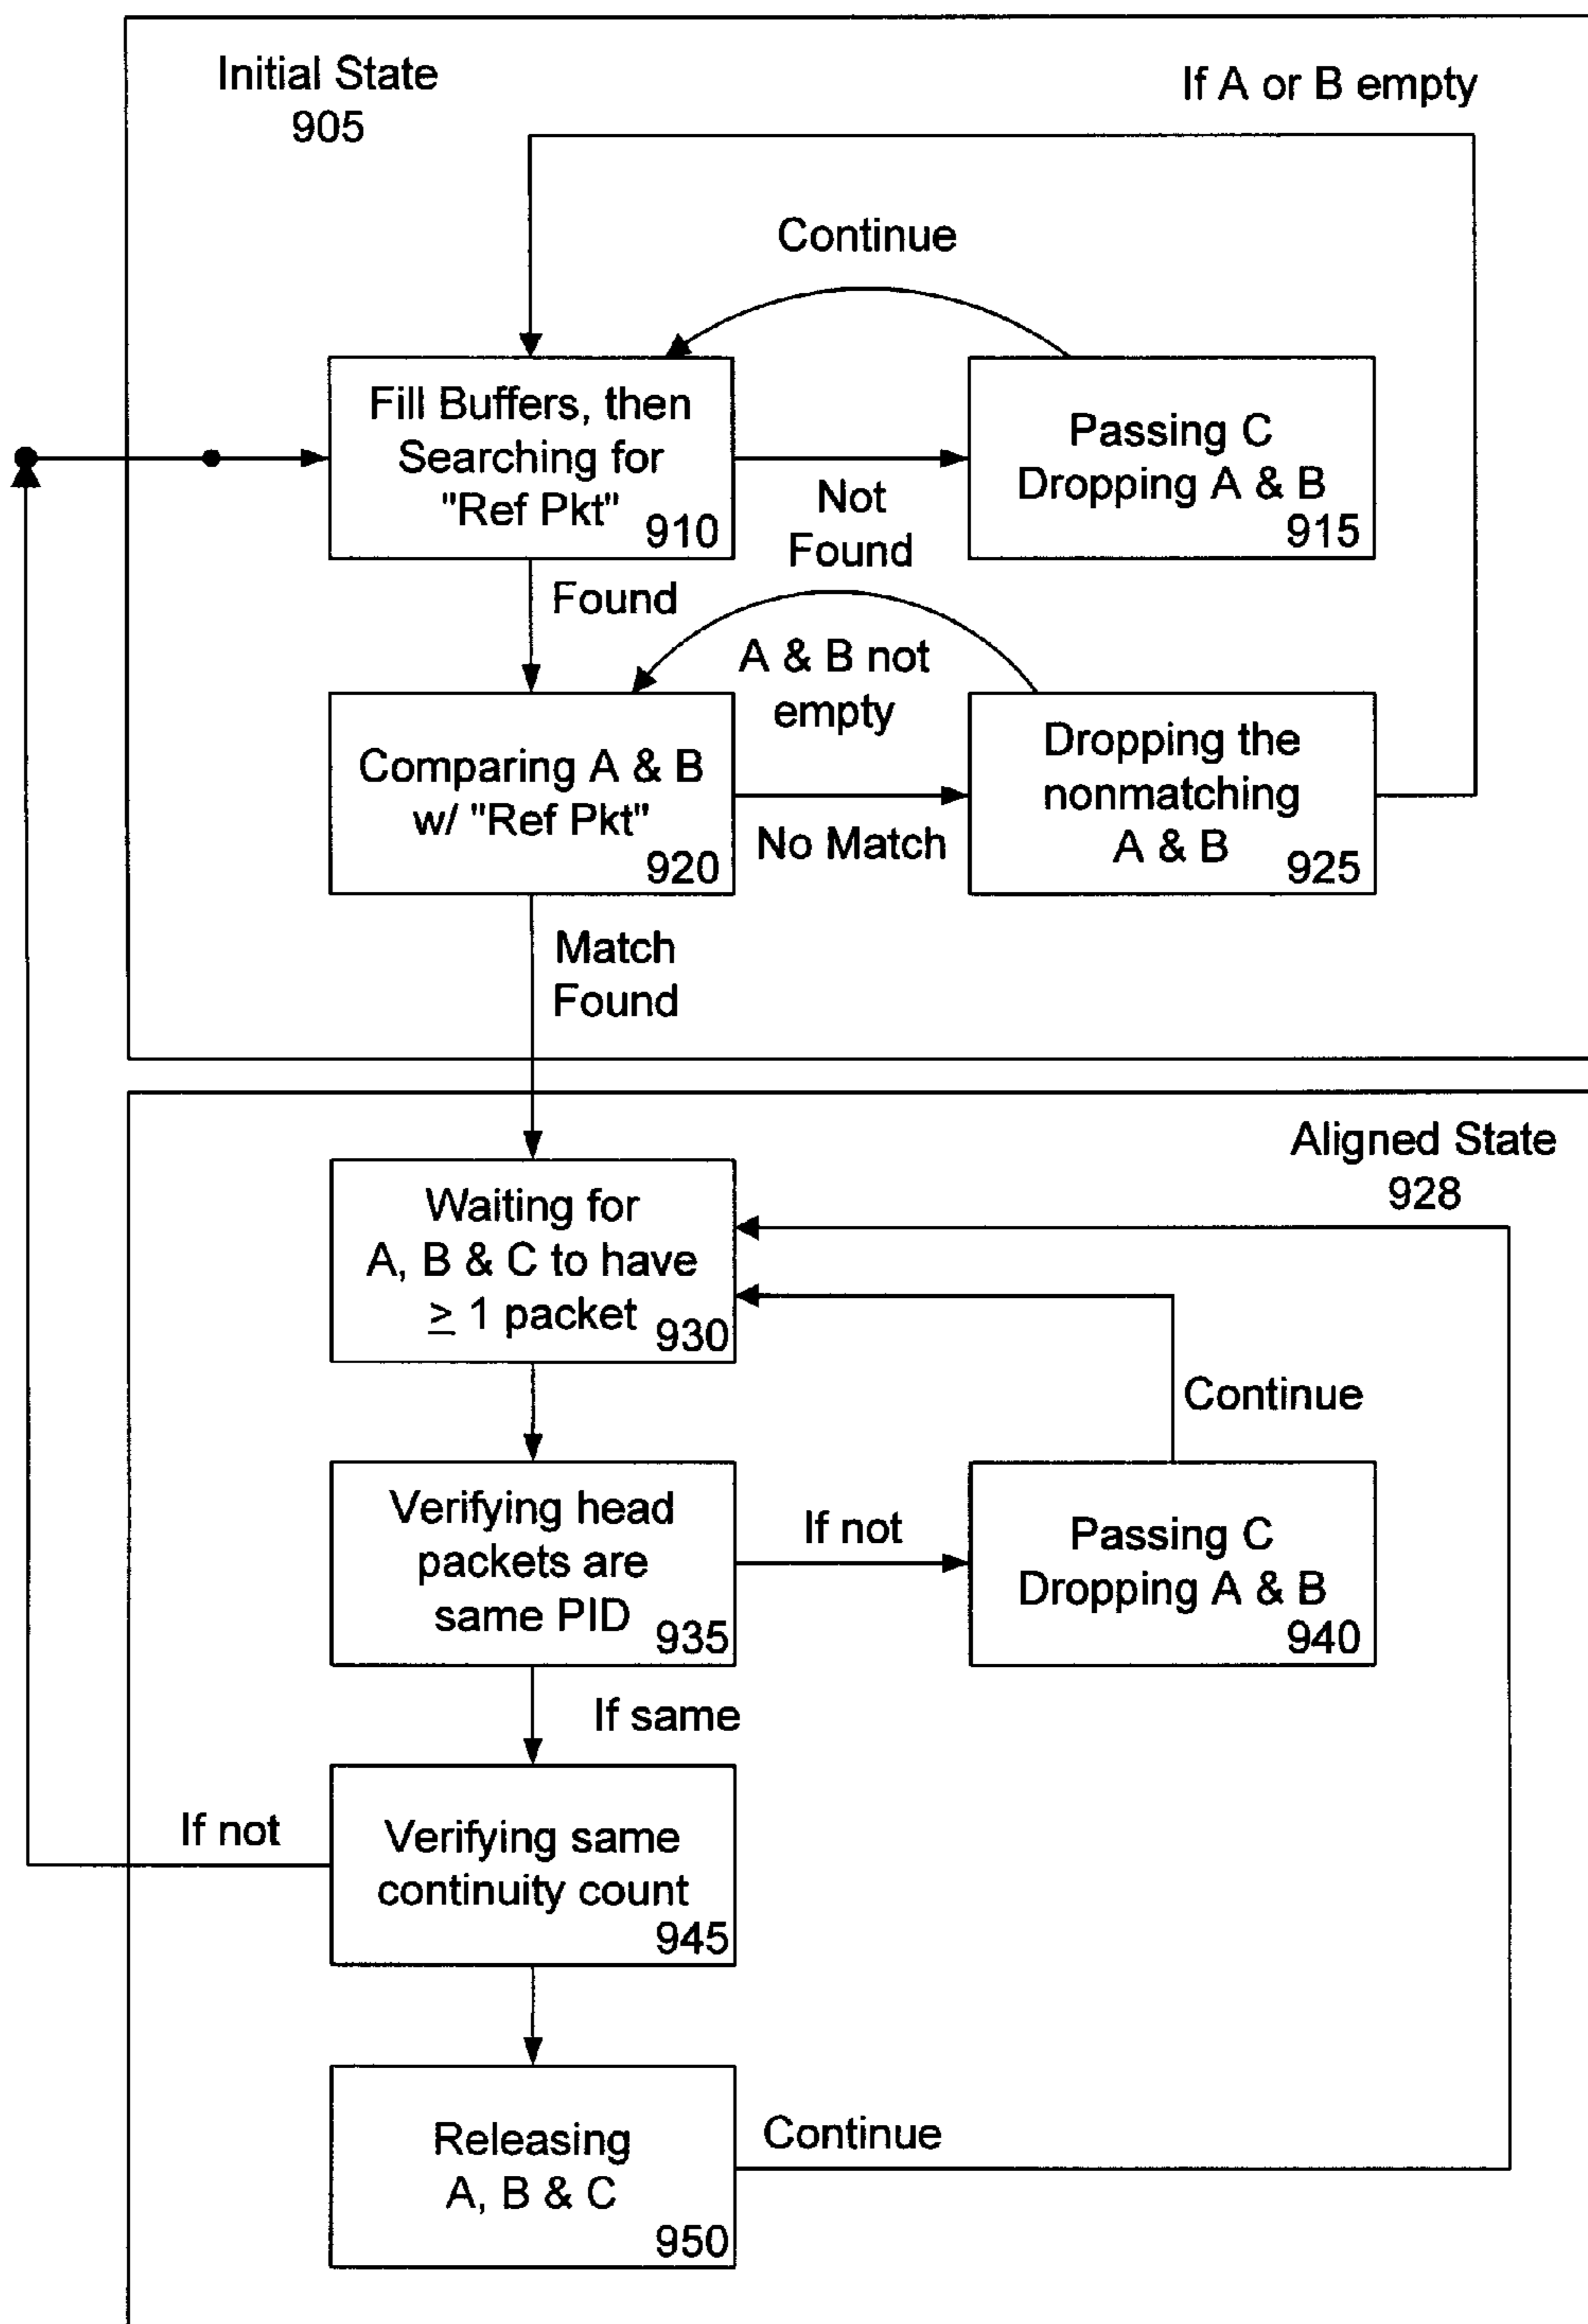 Initial State
905
If A or B empty
Continue
Fill Buffers, then
Searching for
"Ref Pkt"
910
Not
Found
Passing C
Dropping A & B
915
Found
A & B not
empty
Comparing A & B
w/ "Ref Pkt"
920
No Match
Dropping the
nonmatching
A & B
925
Match
Found
Aligned State
928
Waiting for
A, B & C to have
≥ 1 packet
930
Continue
Verifying head
packets are
same PID
935
If not
Passing C
Dropping A & B
940
If same
If not
Verifying same
continuity count
945
Releasing
A, B & C
950
Continue